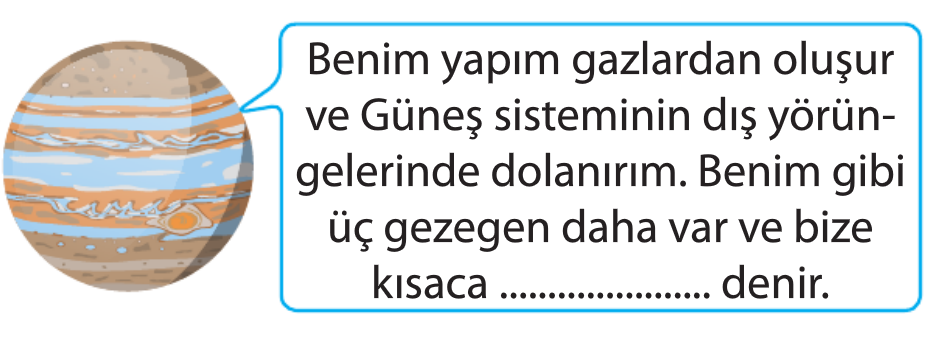 Benim yapım gazlardan oluşur
ve Güneş sisteminin dış yörün-
gelerinde dolanırım. Benim gibi
üç gezegen daha var ve bize
kısaca ...................... denir.